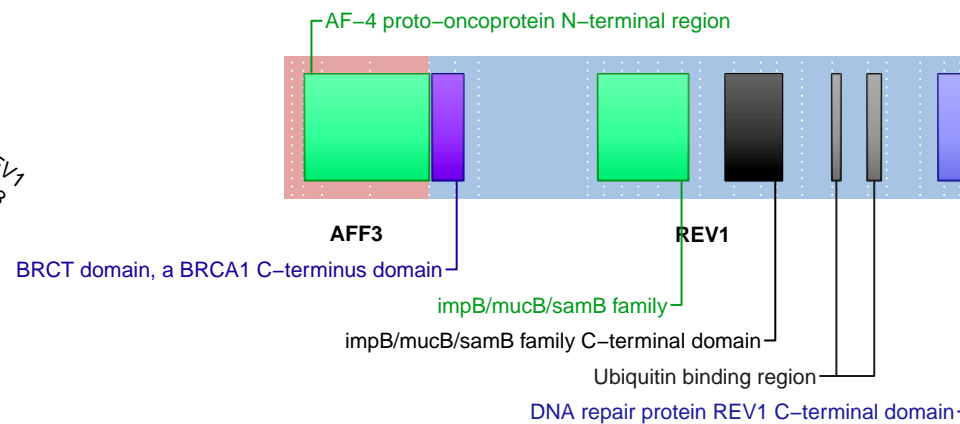 AF−4 proto−oncoprotein N−terminal region
AFF3
REV1
BRCT domain, a BRCA1 C−terminus domain
impB/mucB/samB family
impB/mucB/samB family C−terminal domain
Ubiquitin binding region
DNA repair protein REV1 C−terminal domain